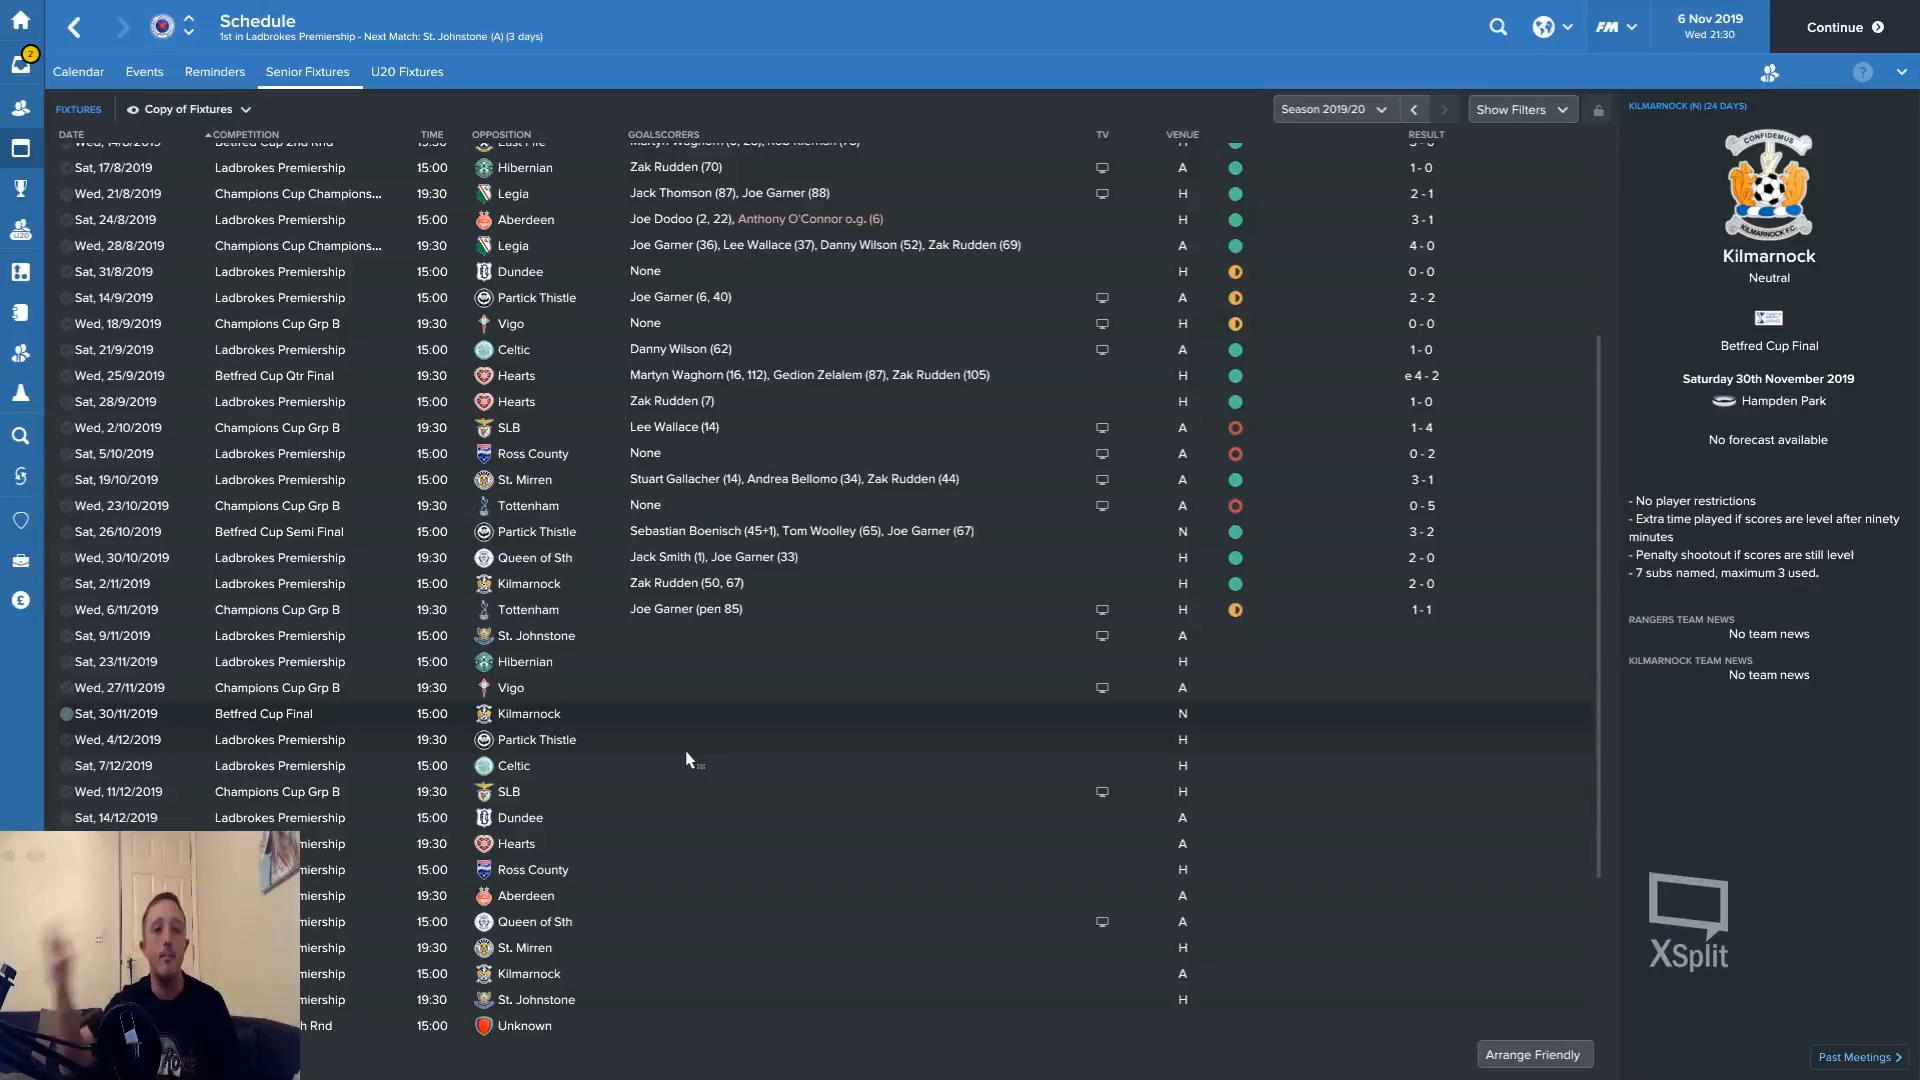 Schedule
1st in Ladbrokes Premiership - Next Match: St. Johnstone (A) (3 days)
2
FM
6 Nov 2019
Wed 21:30
Continue
Calendar Events Reminders Senior Fixtures U20 Fixtures
?
FIXTURES Copy of Fixtures Season 2019/20 Show Filters
DATE COMPETITION TIME OPPOSITION GOALSCORERS TV VENUE RESULT
Sat, 17/8/2019 Ladbrokes Premiership 15:00 Hibernian Zak Rudden (70) A 1 - 0
Wed, 21/8/2019 Champions Cup Champions... 19:30 Legia Jack Thomson (87), Joe Garner (88) H 2 - 1
Sat, 24/8/2019 Ladbrokes Premiership 15:00 Aberdeen Joe Dodoo (2, 22), Anthony O'Connor o.g. (6) H 3 - 1
Wed, 28/8/2019 Champions Cup Champions... 19:30 Legia Joe Garner (36), Lee Wallace (37), Danny Wilson (52), Zak Rudden (69) A 4 - 0
Sat, 31/8/2019 Ladbrokes Premiership 15:00 Dundee None H 0 - 0
Sat, 14/9/2019 Ladbrokes Premiership 15:00 Partick Thistle Joe Garner (6, 40) A 2 - 2
Wed, 18/9/2019 Champions Cup Grp B 19:30 Vigo None H 0 - 0
Sat, 21/9/2019 Ladbrokes Premiership 15:00 Celtic Danny Wilson (62) A 1 - 0
Wed, 25/9/2019 Betfred Cup Qtr Final 19:30 Hearts Martyn Waghorn (16, 112), Gedion Zelalem (87), Zak Rudden (105) H e 4 - 2
Sat, 28/9/2019 Ladbrokes Premiership 15:00 Hearts Zak Rudden (7) H 1 - 0
Wed, 2/10/2019 Champions Cup Grp B 19:30 SLB Lee Wallace (14) A 1 - 4
Sat, 5/10/2019 Ladbrokes Premiership 15:00 Ross County None A 0 - 2
Sat, 19/10/2019 Ladbrokes Premiership 15:00 St. Mirren Stuart Gallacher (14), Andrea Bellomo (34), Zak Rudden (44) A 3 - 1
Wed, 23/10/2019 Champions Cup Grp B 19:30 Tottenham None A 0 - 5
Sat, 26/10/2019 Betfred Cup Semi Final 15:00 Partick Thistle Sebastian Boenisch (45+1), Tom Woolley (65), Joe Garner (67) N 3 - 2
Wed, 30/10/2019 Ladbrokes Premiership 19:30 Queen of Sth Jack Smith (1), Joe Garner (33) H 2 - 0
Sat, 2/11/2019 Ladbrokes Premiership 15:00 Kilmarnock Zak Rudden (50, 67) H 2 - 0
Wed, 6/11/2019 Champions Cup Grp B 19:30 Tottenham Joe Garner (pen 85) H 1 - 1
Sat, 9/11/2019 Ladbrokes Premiership 15:00 St. Johnstone A
Sat, 23/11/2019 Ladbrokes Premiership 15:00 Hibernian H
Wed, 27/11/2019 Champions Cup Grp B 19:30 Vigo A
Sat, 30/11/2019 Betfred Cup Final 15:00 Kilmarnock N
Wed, 4/12/2019 Ladbrokes Premiership 19:30 Partick Thistle H
Sat, 7/12/2019 Ladbrokes Premiership 15:00 Celtic H
Wed, 11/12/2019 Champions Cup Grp B 19:30 SLB H
Sat, 14/12/2019 Ladbrokes Premiership 15:00 Dundee A
miership 19:30 Hearts A
miership 15:00 Ross County H
miership 19:30 Aberdeen A
miership 15:00 Queen of Sth A
miership 19:30 St. Mirren H
miership 15:00 Kilmarnock A
miership 19:30 St. Johnstone H
h Rnd 15:00 Unknown
Arrange Friendly
KILMARNOCK (N) (24 DAYS)
CONFIDEMUS
KILMARNOCK F.C.
Kilmarnock
Neutral
Betfred Cup Final
Saturday 30th November 2019
Hampden Park
No forecast available
- No player restrictions
- Extra time played if scores are level after ninety
minutes
- Penalty shootout if scores are still level
- 7 subs named, maximum 3 used.
RANGERS TEAM NEWS
No team news
KILMARNOCK TEAM NEWS
No team news
XSplit
Past Meetings